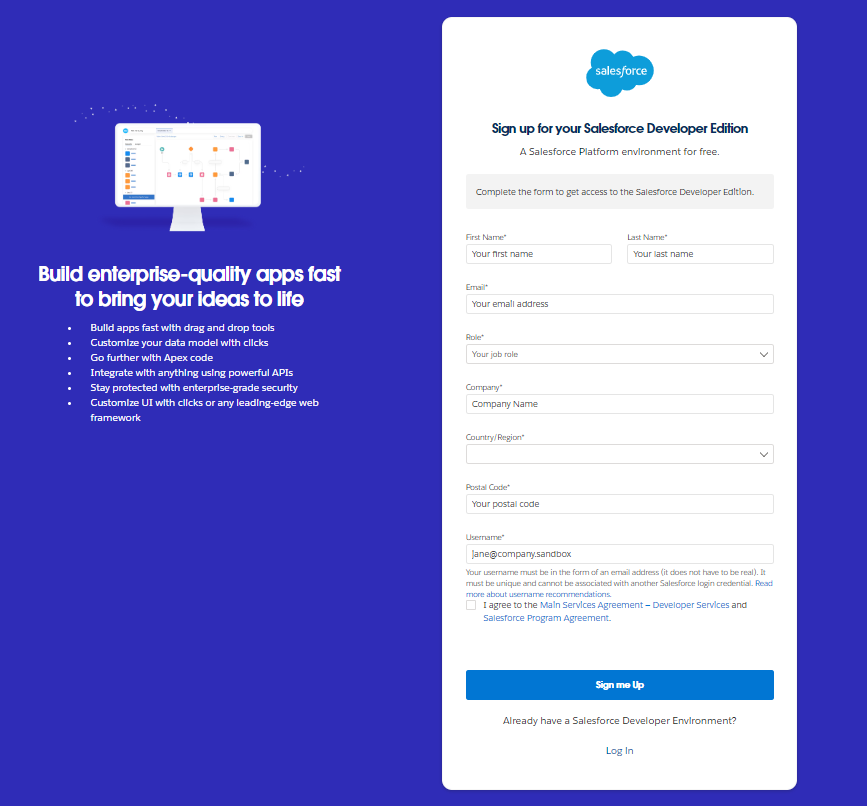 Build enterprise-quality apps fast
to bring your ideas to life
• Build apps fast with drag and drop tools
• Customize your data model with clicks
• Go further with Apex code
• Integrate with anything using powerful APIs
• Stay protected with enterprise-grade security
• Customize UI with clicks or any leading-edge web
framework
salesforce
Sign up for your Salesforce Developer Edition
A Salesforce Platform environment for free.
Complete the form to get access to the Salesforce Developer Edition.
First Name* Last Name*
Your first name Your last name
Email*
Your email address
Role*
Your job role
Company*
Company Name
Country/Region*
Postal Code*
Your postal code
Username*
jane@company.sandbox
Your username must be in the form of an email address (it does not have to be real). It
must be unique and cannot be associated with another Salesforce login credential. Read
more about username recommendations.
I agree to the Main Services Agreement – Developer Services and
Salesforce Program Agreement.
Sign me Up
Already have a Salesforce Developer Environment?
Log In